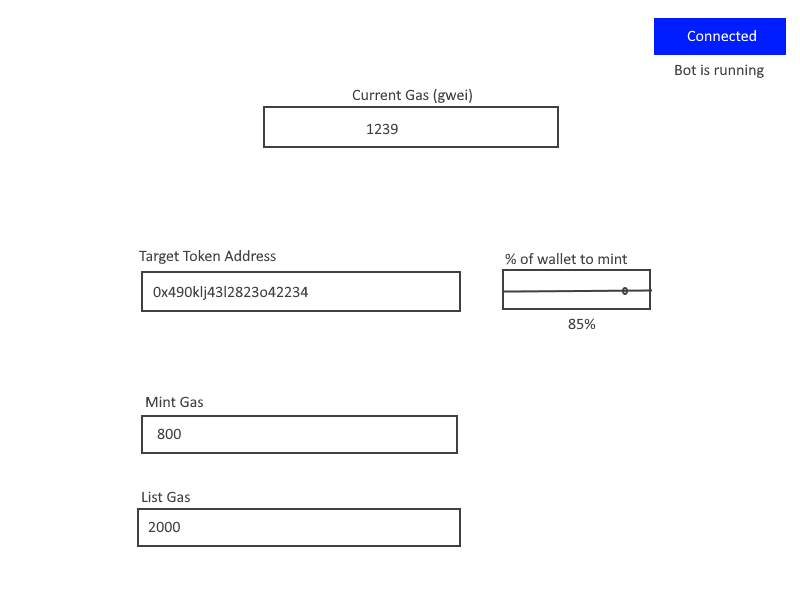 Connected
Bot is running
Current Gas (gwei)
1239
Target Token Address
0x490klj43l2823o42234
% of wallet to mint
85%
Mint Gas
800
List Gas
2000